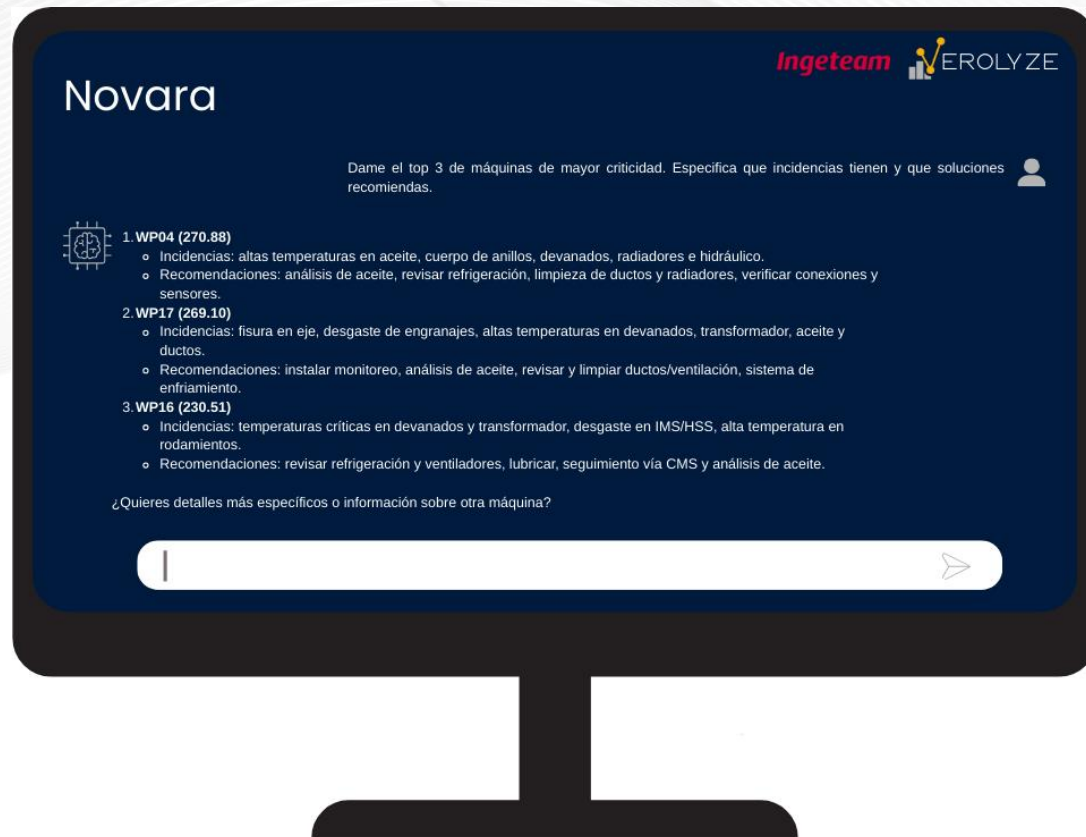 Ingeteam VEROLYZE
Novara
Dame el top 3 de máquinas de mayor criticidad. Especifica que incidencias tienen y que soluciones
recomiendas.
1. WP04 (270.88)
Incidencias: altas temperaturas en aceite, cuerpo de anillos, devanados, radiadores e hidráulico.
Recomendaciones: análisis de aceite, revisar refrigeración, limpieza de ductos y radiadores, verificar conexiones y
sensores.
2. WP17 (269.10)
Incidencias: fisura en eje, desgaste de engranajes, altas temperaturas en devanados, transformador, aceite y
ductos.
Recomendaciones: instalar monitoreo, análisis de aceite, revisar y limpiar ductos/ventilación, sistema de
enfriamiento.
3. WP16 (230.51)
Incidencias: temperaturas críticas en devanados y transformador, desgaste en IMS/HSS, alta temperatura en
rodamientos.
Recomendaciones: revisar refrigeración y ventiladores, lubricar, seguimiento vía CMS y análisis de aceite.
¿Quieres detalles más específicos o información sobre otra máquina?